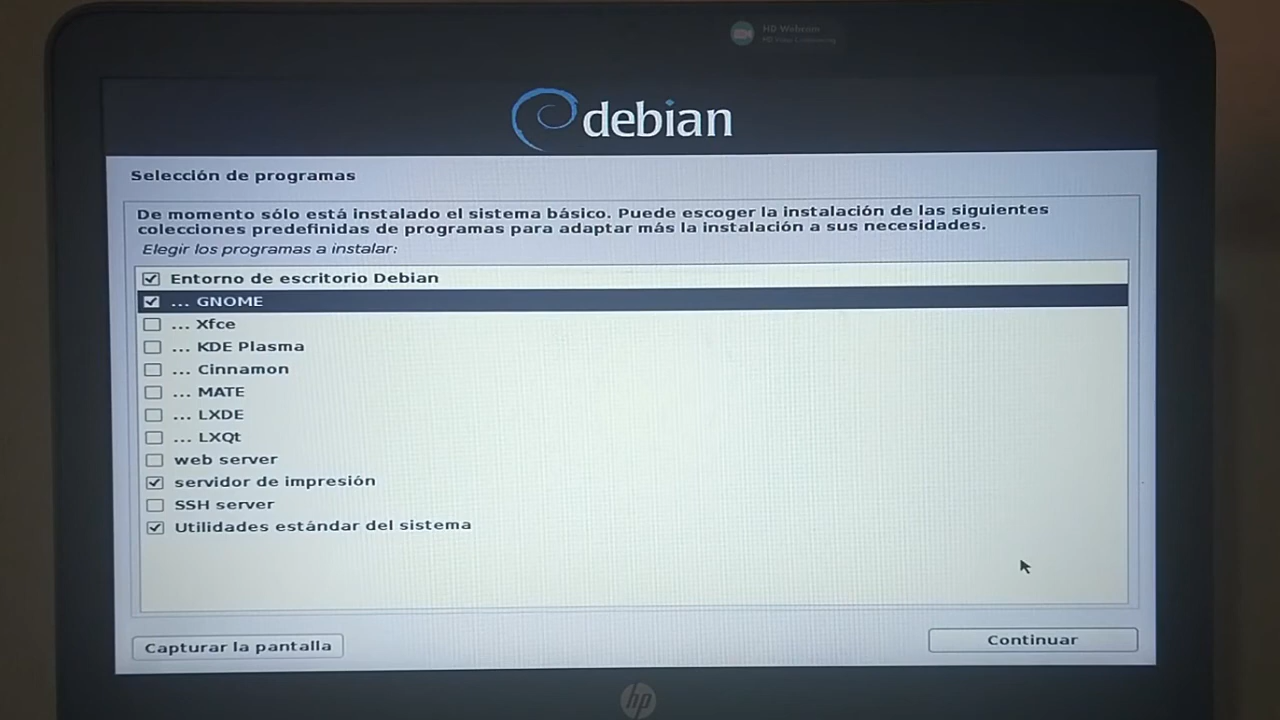 HD Webcam
debian
Selección de programas
De momento sólo está instalado el sistema básico. Puede escoger la instalación de las siguientes
colecciones predefinidas de programas para adaptar más la instalación a sus necesidades.
Elegir los programas a instalar:
Entorno de escritorio Debian
... GNOME
... Xfce
... KDE Plasma
... Cinnamon
... MATE
... LXDE
... LXQt
web server
servidor de impresión
SSH server
Utilidades estándar del sistema
Capturar la pantalla
Continuar
hp